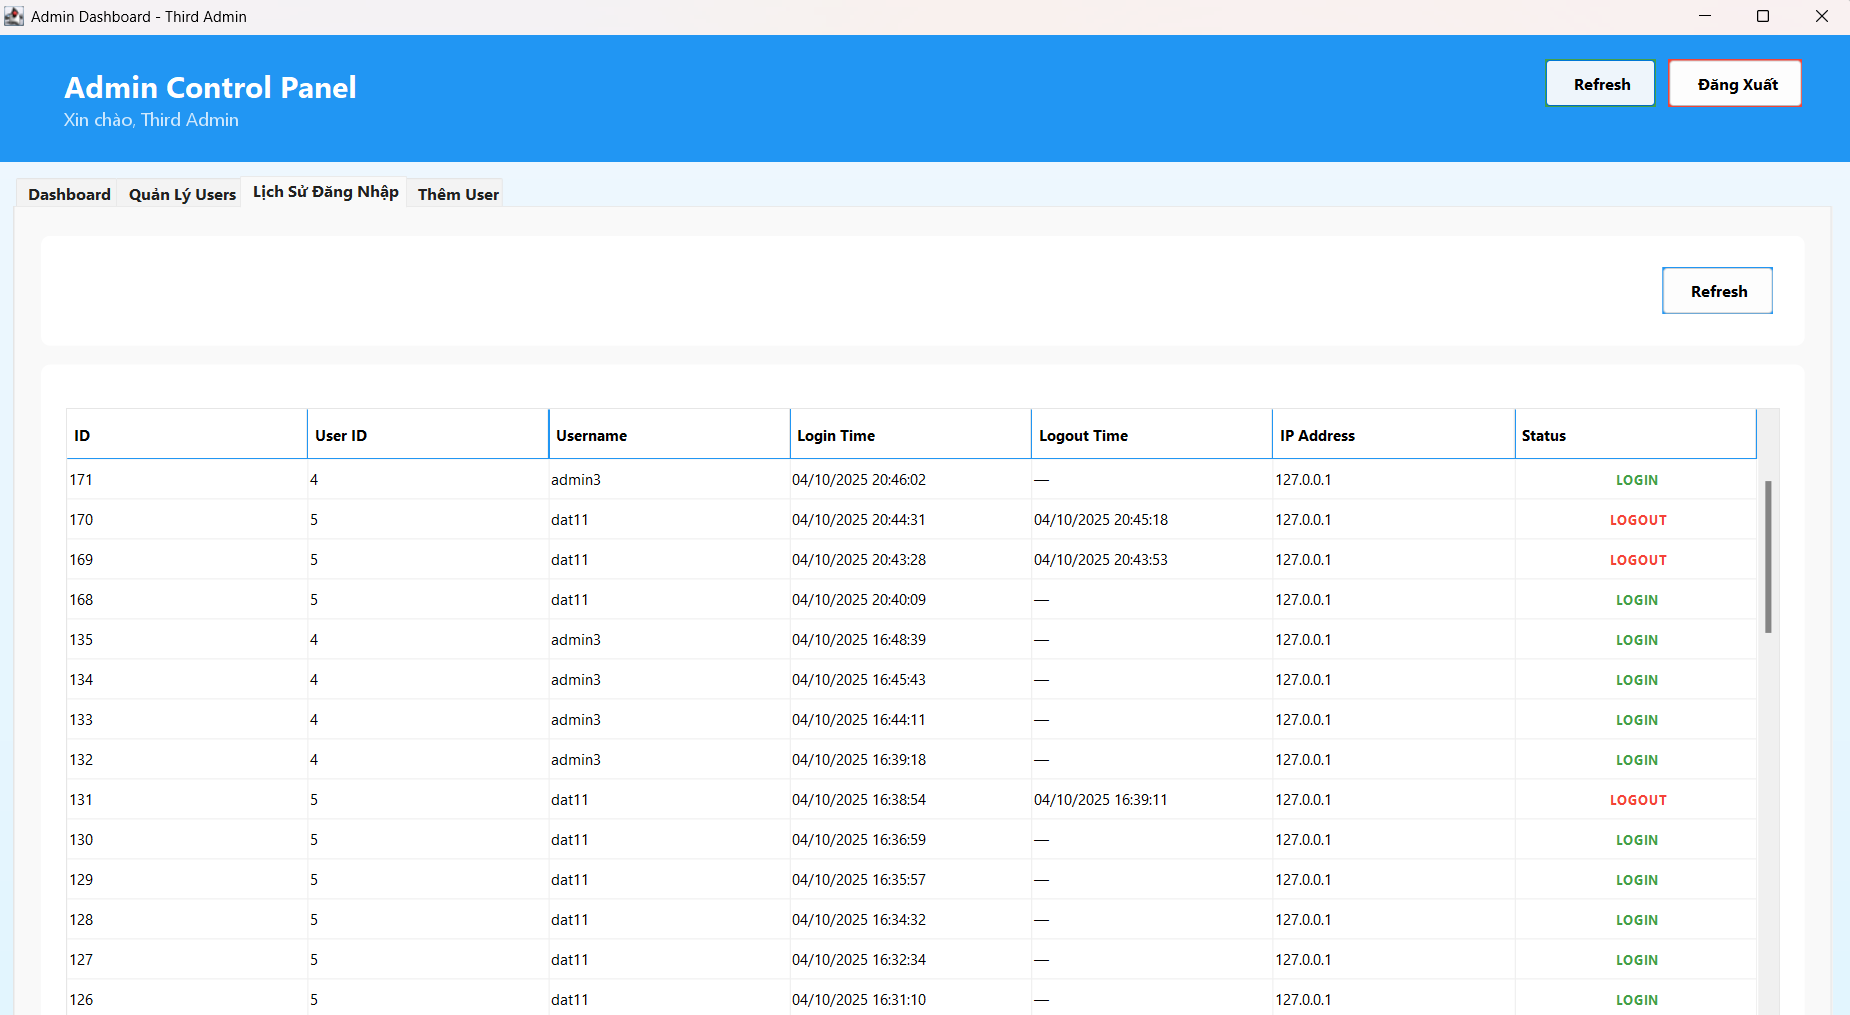 Admin Dashboard - Third Admin
Admin Control Panel
Xin chào, Third Admin
Refresh
Đăng Xuất
Dashboard Quản Lý Users Lịch Sử Đăng Nhập Thêm User
Refresh
ID User ID Username Login Time Logout Time IP Address Status
171 4 admin3 04/10/2025 20:46:02 — 127.0.0.1 LOGIN
170 5 dat11 04/10/2025 20:44:31 04/10/2025 20:45:18 127.0.0.1 LOGOUT
169 5 dat11 04/10/2025 20:43:28 04/10/2025 20:43:53 127.0.0.1 LOGOUT
168 5 dat11 04/10/2025 20:40:09 — 127.0.0.1 LOGIN
135 4 admin3 04/10/2025 16:48:39 — 127.0.0.1 LOGIN
134 4 admin3 04/10/2025 16:45:43 — 127.0.0.1 LOGIN
133 4 admin3 04/10/2025 16:44:11 — 127.0.0.1 LOGIN
132 4 admin3 04/10/2025 16:39:18 — 127.0.0.1 LOGIN
131 5 dat11 04/10/2025 16:38:54 04/10/2025 16:39:11 127.0.0.1 LOGOUT
130 5 dat11 04/10/2025 16:36:59 — 127.0.0.1 LOGIN
129 5 dat11 04/10/2025 16:35:57 — 127.0.0.1 LOGIN
128 5 dat11 04/10/2025 16:34:32 — 127.0.0.1 LOGIN
127 5 dat11 04/10/2025 16:32:34 — 127.0.0.1 LOGIN
126 5 dat11 04/10/2025 16:31:10 — 127.0.0.1 LOGIN